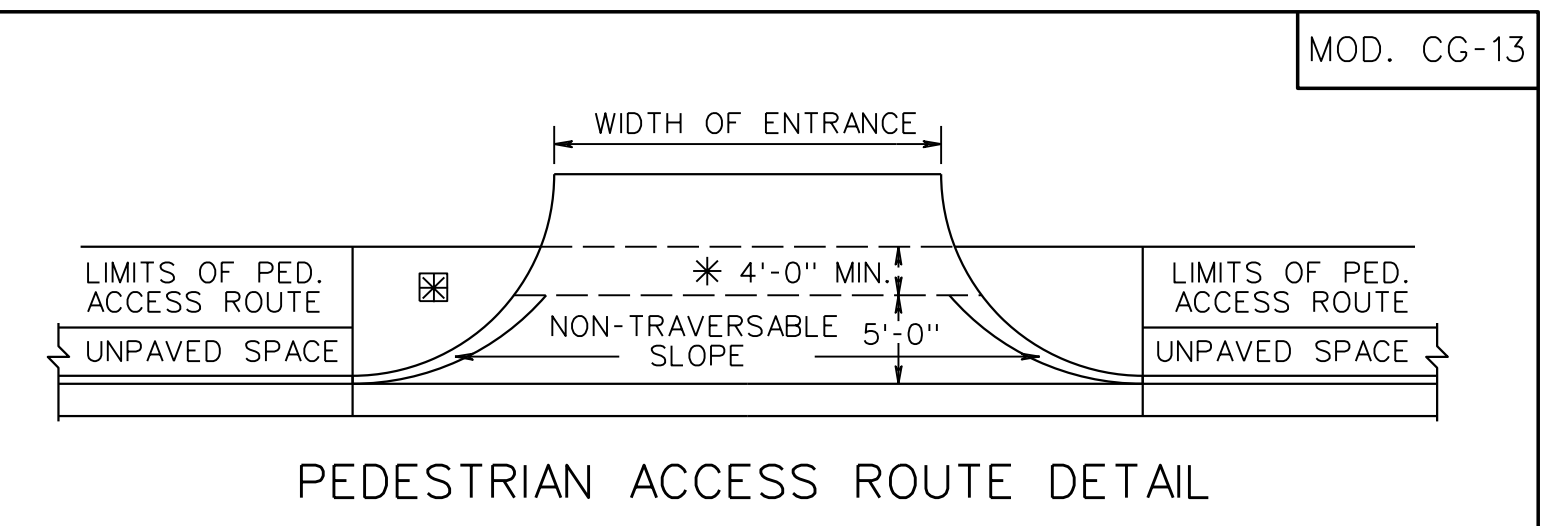 MOD. CG-13
WIDTH OF ENTRANCE
LIMITS OF PED.
ACCESS ROUTE
UNPAVED SPACE
* 4'-0" MIN.
NON-TRAVERSABLE
SLOPE
5'-0"
LIMITS OF PED.
ACCESS ROUTE
UNPAVED SPACE
PEDESTRIAN ACCESS ROUTE DETAIL